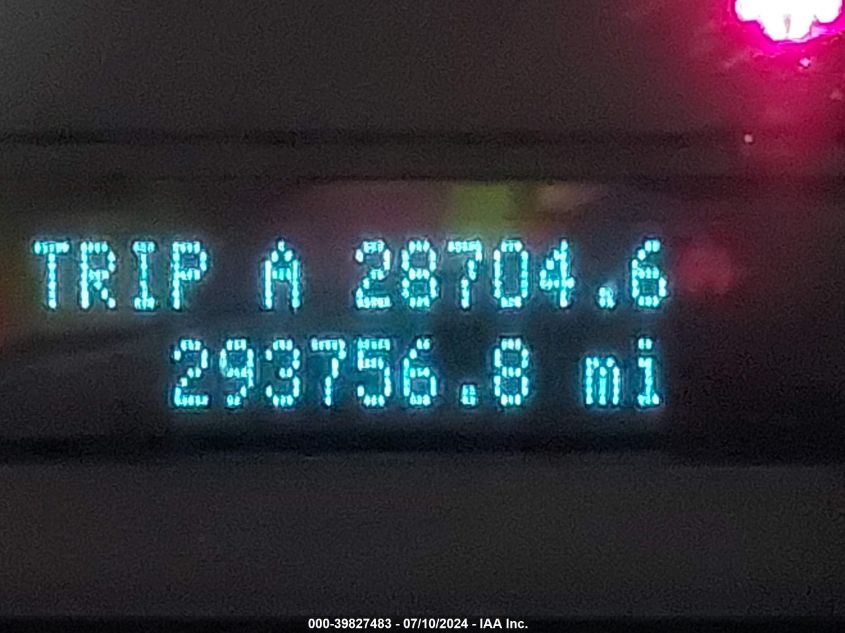 TRIP A 28704.6
293756.8 mi
000-39827483 - 07/10/2024 - IAA Inc.